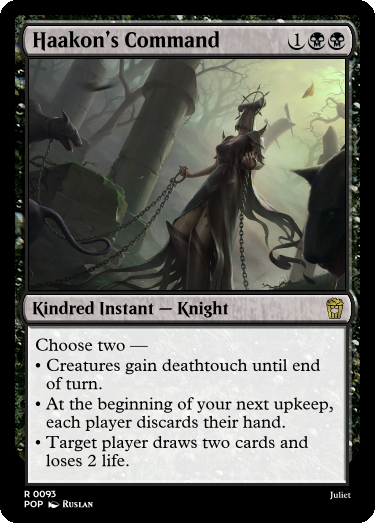 Haakon's Command 1
Kindred Instant — Knight
Choose two —
• Creatures gain deathtouch until end
of turn.
• At the beginning of your next upkeep,
each player discards their hand.
• Target player draws two cards and
loses 2 life.
R 0093
POP Ruslan
Juliet